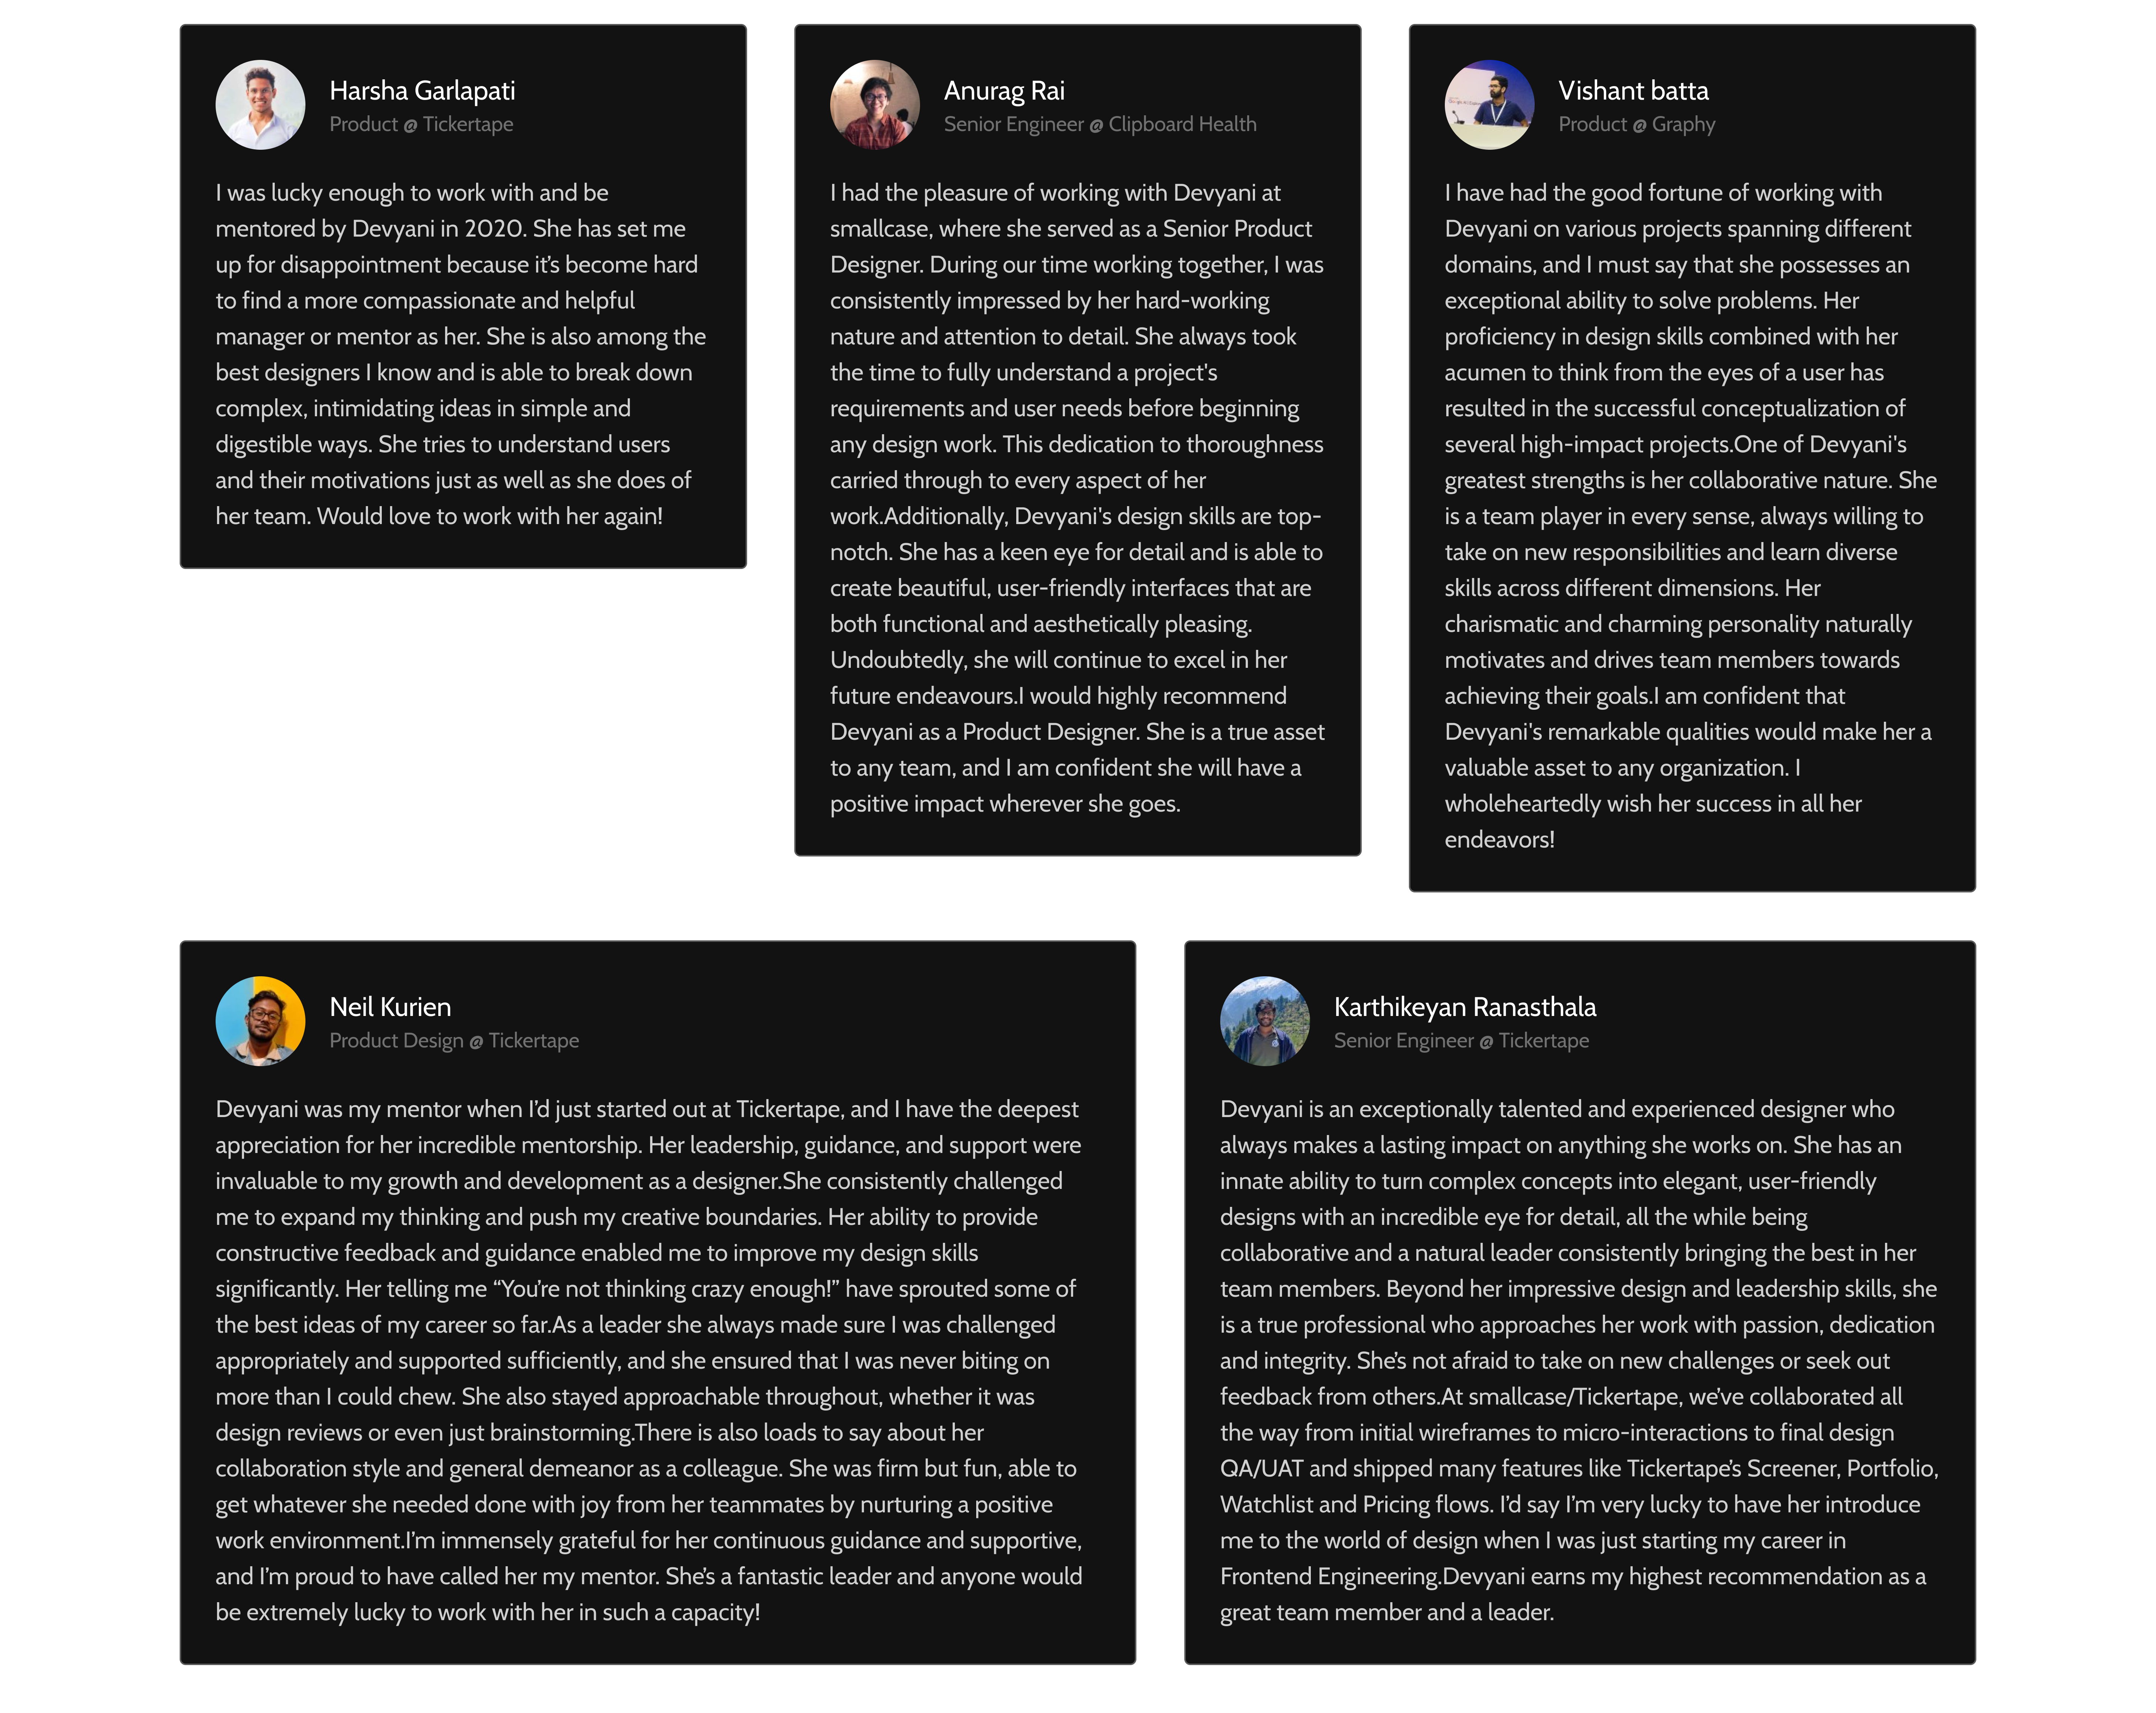 Harsha Garlapati
Product @ Tickertape
I was lucky enough to work with and be
mentored by Devyani in 2020. She has set me
up for disappointment because it’s become hard
to find a more compassionate and helpful
manager or mentor as her. She is also among the
best designers I know and is able to break down
complex, intimidating ideas in simple and
digestible ways. She tries to understand users
and their motivations just as well as she does of
her team. Would love to work with her again!
Anurag Rai
Senior Engineer @ Clipboard Health
I had the pleasure of working with Devyani at
smallcase, where she served as a Senior Product
Designer. During our time working together, I was
consistently impressed by her hard-working
nature and attention to detail. She always took
the time to fully understand a project's
requirements and user needs before beginning
any design work. This dedication to thoroughness
carried through to every aspect of her
work.Additionally, Devyani's design skills are top-
notch. She has a keen eye for detail and is able to
create beautiful, user-friendly interfaces that are
both functional and aesthetically pleasing.
Undoubtedly, she will continue to excel in her
future endeavours.I would highly recommend
Devyani as a Product Designer. She is a true asset
to any team, and I am confident she will have a
positive impact wherever she goes.
Vishant batta
Product @ Graphy
I have had the good fortune of working with
Devyani on various projects spanning different
domains, and I must say that she possesses an
exceptional ability to solve problems. Her
proficiency in design skills combined with her
acumen to think from the eyes of a user has
resulted in the successful conceptualization of
several high-impact projects.One of Devyani's
greatest strengths is her collaborative nature. She
is a team player in every sense, always willing to
take on new responsibilities and learn diverse
skills across different dimensions. Her
charismatic and charming personality naturally
motivates and drives team members towards
achieving their goals.I am confident that
Devyani's remarkable qualities would make her a
valuable asset to any organization. I
wholeheartedly wish her success in all her
endeavors!
Neil Kurien
Product Design @ Tickertape
Devyani was my mentor when I’d just started out at Tickertape, and I have the deepest
appreciation for her incredible mentorship. Her leadership, guidance, and support were
invaluable to my growth and development as a designer.She consistently challenged
me to expand my thinking and push my creative boundaries. Her ability to provide
constructive feedback and guidance enabled me to improve my design skills
significantly. Her telling me “You’re not thinking crazy enough!” have sprouted some of
the best ideas of my career so far.As a leader she always made sure I was challenged
appropriately and supported sufficiently, and she ensured that I was never biting on
more than I could chew. She also stayed approachable throughout, whether it was
design reviews or even just brainstorming.There is also loads to say about her
collaboration style and general demeanor as a colleague. She was firm but fun, able to
get whatever she needed done with joy from her teammates by nurturing a positive
work environment.I’m immensely grateful for her continuous guidance and supportive,
and I’m proud to have called her my mentor. She’s a fantastic leader and anyone would
be extremely lucky to work with her in such a capacity!
Karthikeyan Ranasthala
Senior Engineer @ Tickertape
Devyani is an exceptionally talented and experienced designer who
always makes a lasting impact on anything she works on. She has an
innate ability to turn complex concepts into elegant, user-friendly
designs with an incredible eye for detail, all the while being
collaborative and a natural leader consistently bringing the best in her
team members. Beyond her impressive design and leadership skills, she
is a true professional who approaches her work with passion, dedication
and integrity. She’s not afraid to take on new challenges or seek out
feedback from others.At smallcase/Tickertape, we’ve collaborated all
the way from initial wireframes to micro-interactions to final design
QA/UAT and shipped many features like Tickertape’s Screener, Portfolio,
Watchlist and Pricing flows. I’d say I’m very lucky to have her introduce
me to the world of design when I was just starting my career in
Frontend Engineering.Devyani earns my highest recommendation as a
great team member and a leader.